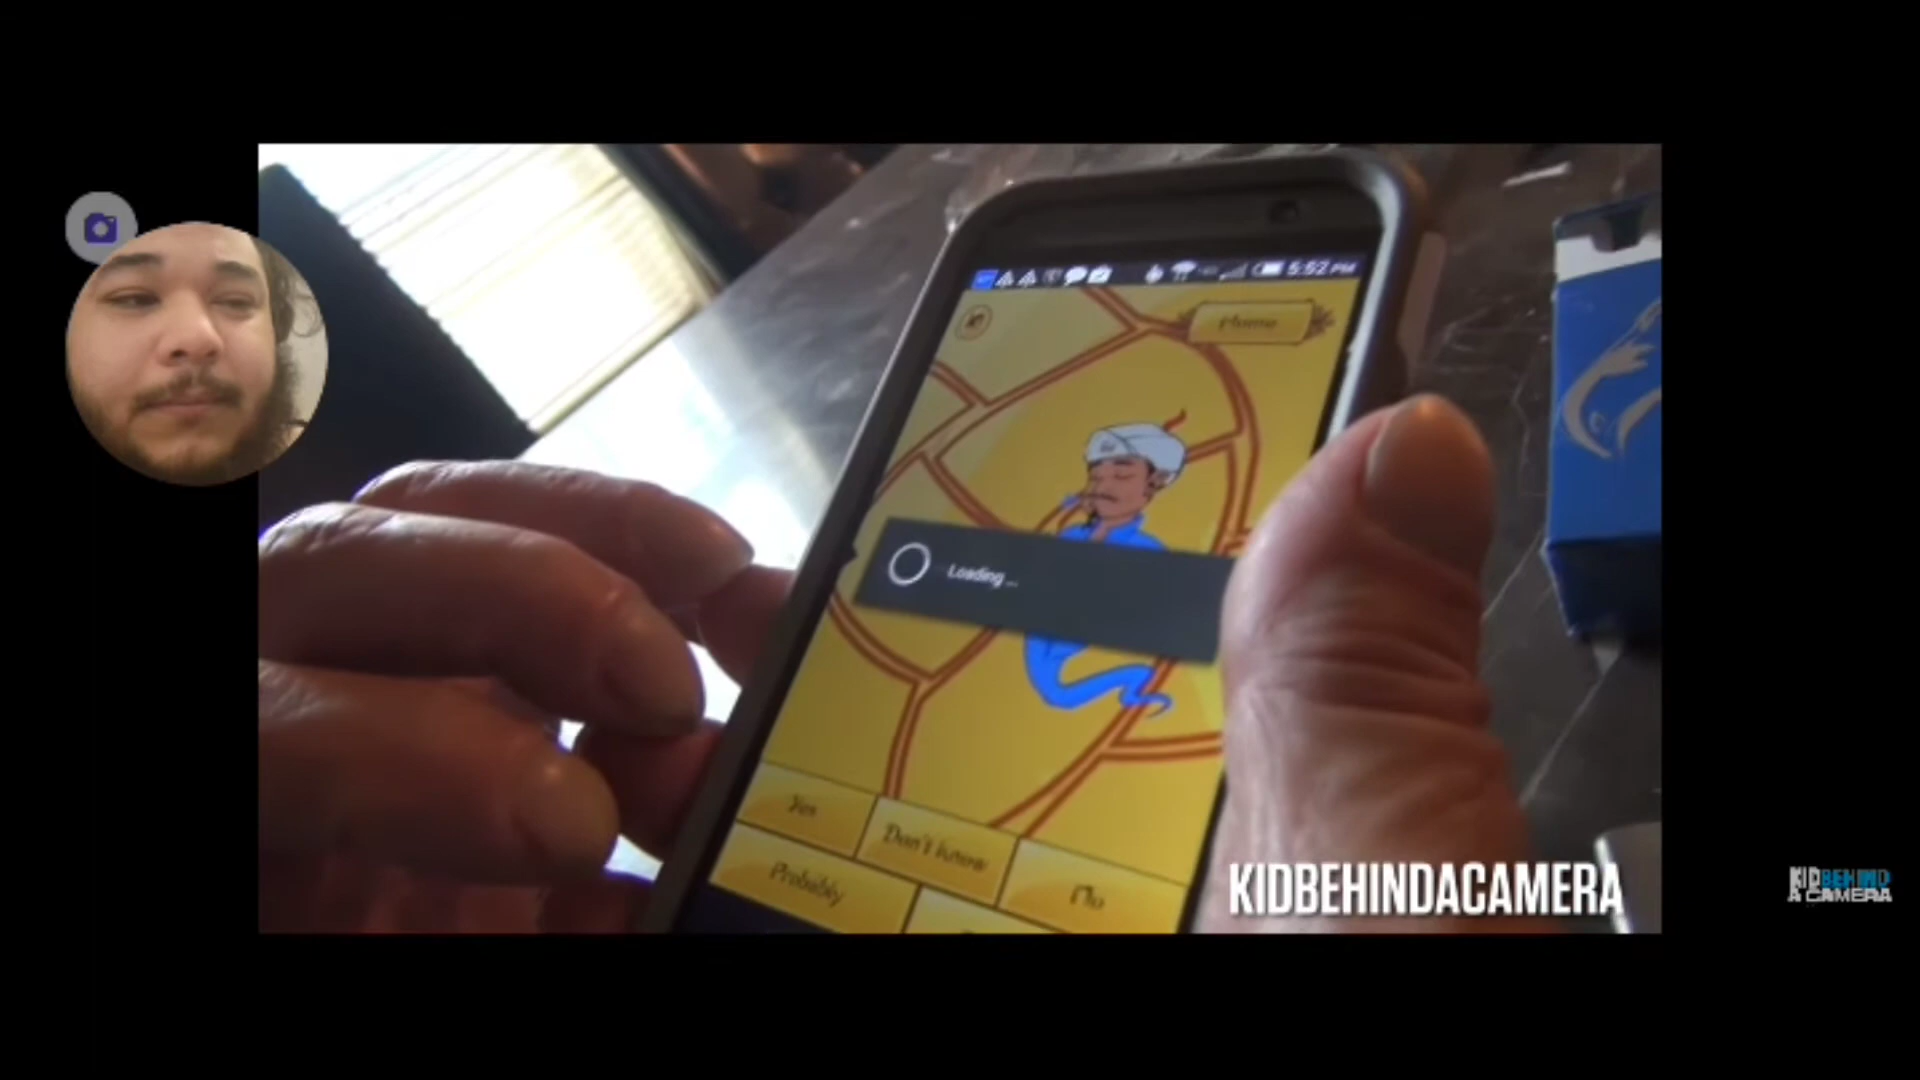 5:52 PM
Home
Loading ...
Yes
Don't know
No
Probably
KIDBEHINDACAMERA
KIDBEHIND
A CAMERA